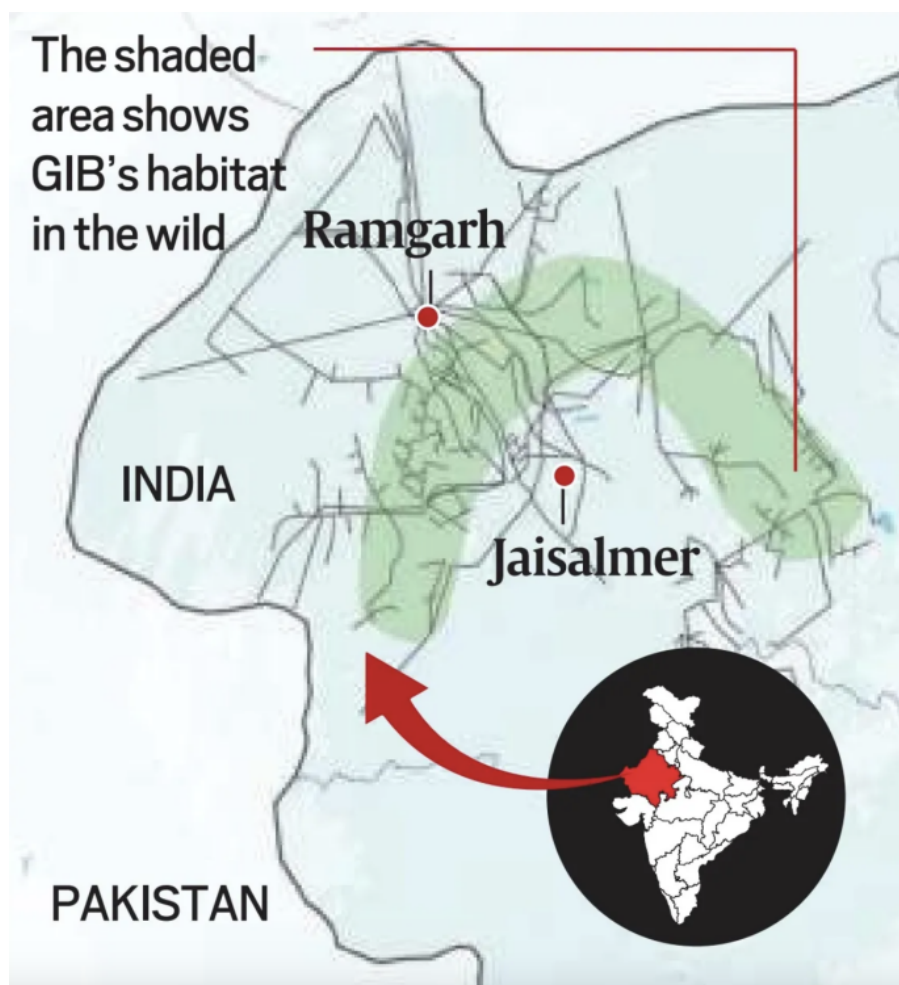 The shaded
area shows
GIB's habitat
in the wild
Ramgarh
INDIA
Jaisalmer
PAKISTAN